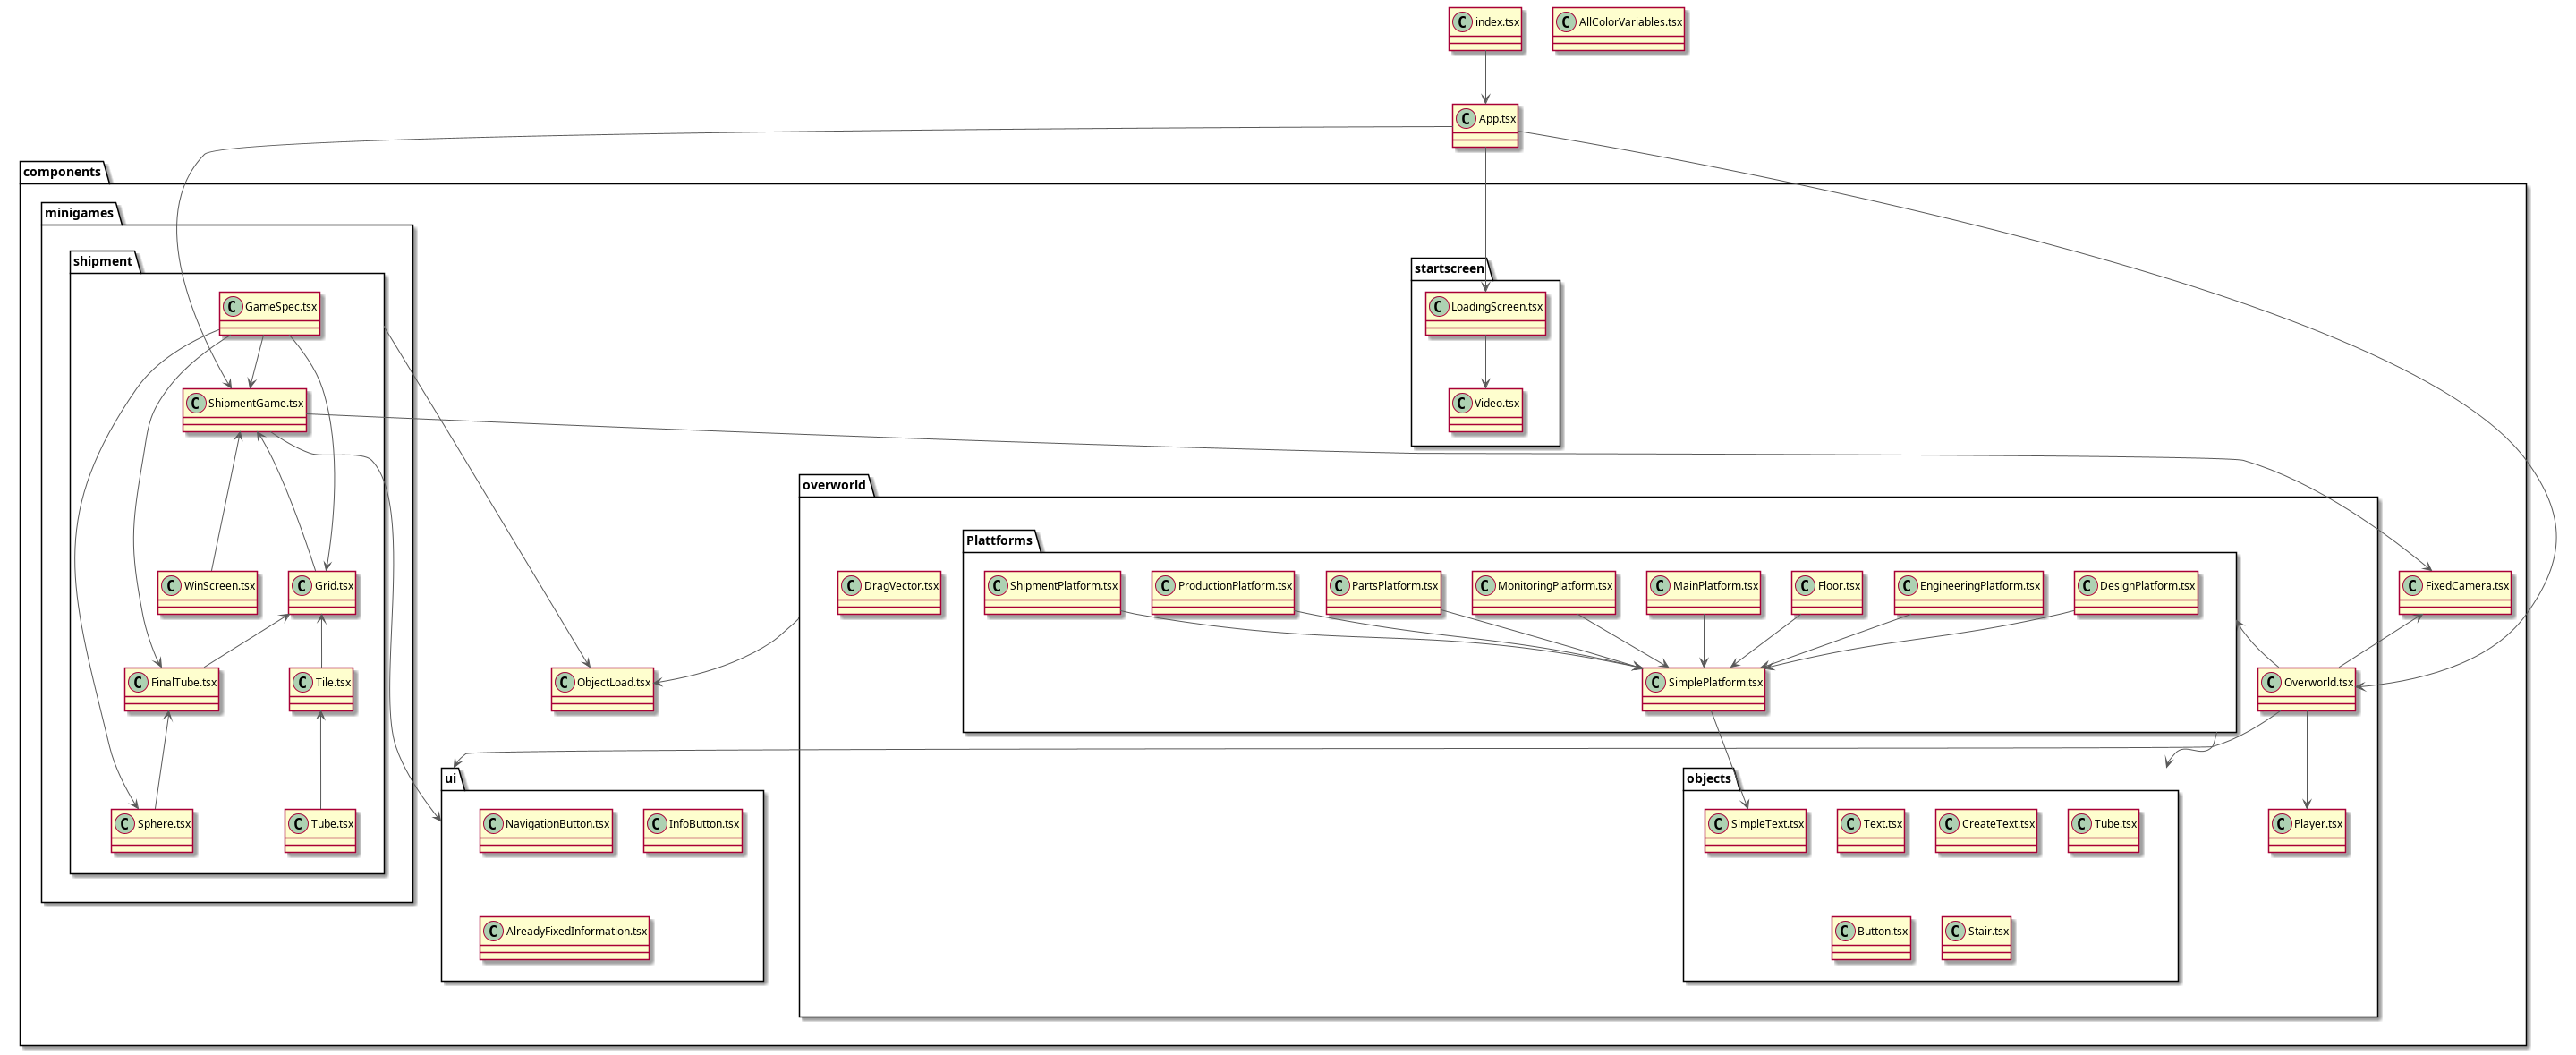 C index.tsx
C AllColorVariables.tsx
C App.tsx
components
minigames
shipment
startscreen
C GameSpec.tsx
C LoadingScreen.tsx
C ShipmentGame.tsx
C Video.tsx
overworld
Plattforms
C WinScreen.tsx
C Grid.tsx
C DragVector.tsx
C ShipmentPlatform.tsx
C ProductionPlatform.tsx
C PartsPlatform.tsx
C MonitoringPlatform.tsx
C MainPlatform.tsx
C Floor.tsx
C EngineeringPlatform.tsx
C DesignPlatform.tsx
C FixedCamera.tsx
C FinalTube.tsx
C Tile.tsx
C ObjectLoad.tsx
C SimplePlatform.tsx
C Overworld.tsx
ui
objects
C Sphere.tsx
C Tube.tsx
C NavigationButton.tsx
C InfoButton.tsx
C SimpleText.tsx
C Text.tsx
C CreateText.tsx
C Tube.tsx
C Player.tsx
C AlreadyFixedInformation.tsx
C Button.tsx
C Stair.tsx